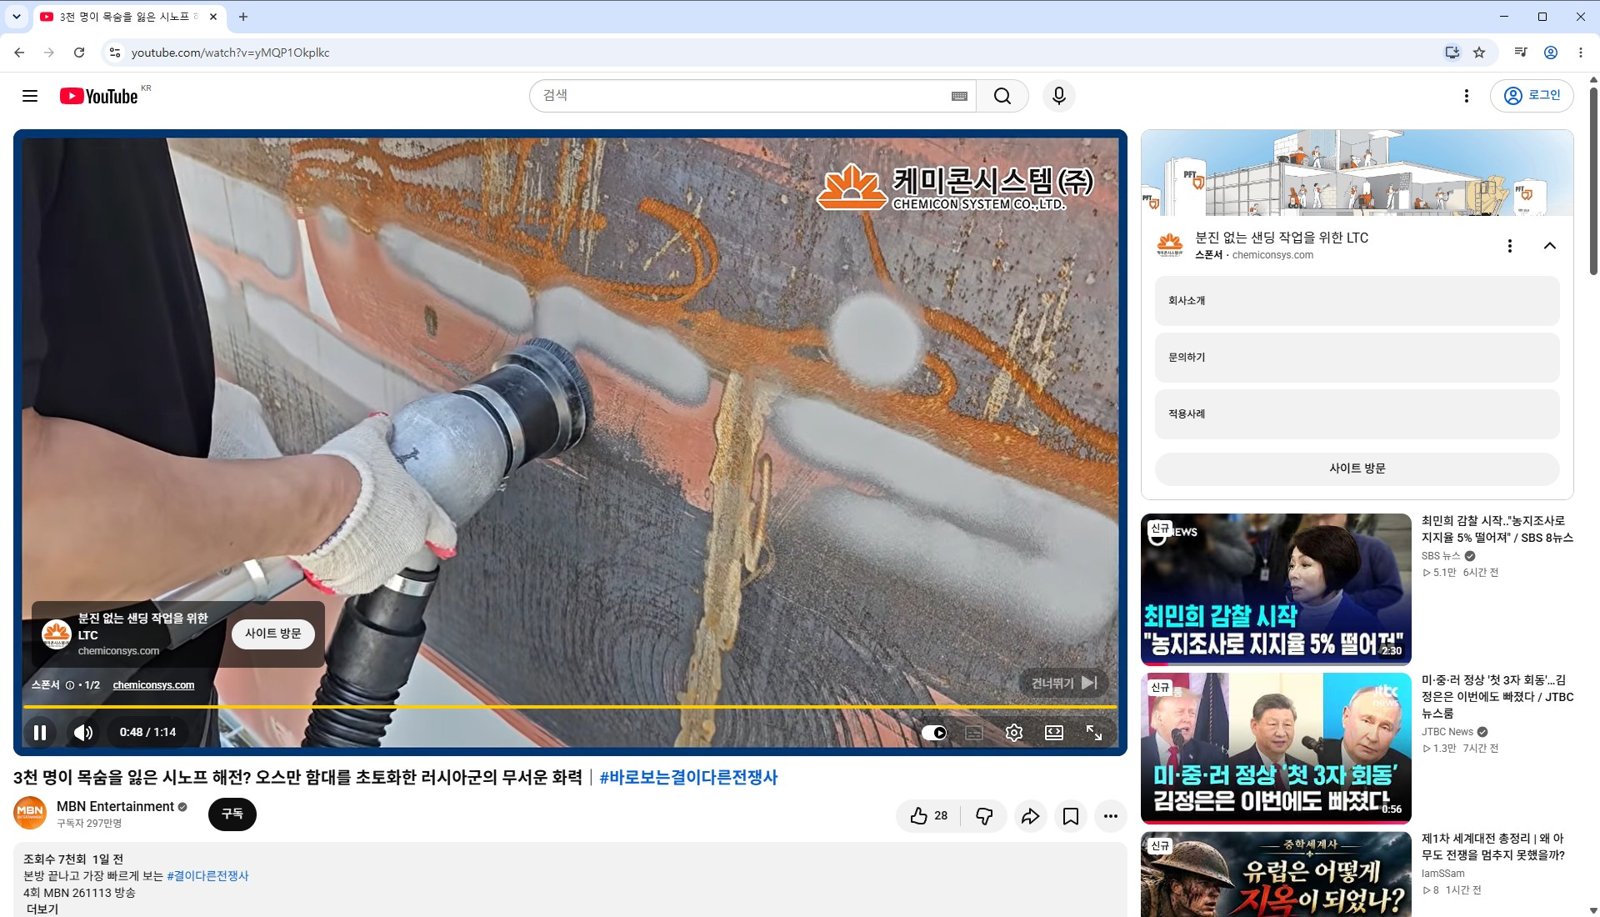 3천 명이 목숨을 잃은 시노프 해
youtube.com/watch?v=yMQP1Okplkc
YouTube KR
검색
로그인
케미콘시스템(주)
CHEMICON SYSTEM CO.,LTD.
분진 없는 샌딩 작업을 위한
LTC
chemiconsys.com
사이트 방문
스폰서 · 1/2 chemiconsys.com
건너뛰기
0:48 / 1:14
3천 명이 목숨을 잃은 시노프 해전? 오스만 함대를 초토화한 러시아군의 무서운 화력 | #바로보는결이다른전쟁사
MBN
ENTERTAINMENT
MBN Entertainment
구독자 297만명
구독
28
조회수 7천회 1일 전
본방 끝나고 가장 빠르게 보는 #결이다른전쟁사
4회 MBN 261113 방송
더보기
PFT
PFT
PFT
분진 없는 샌딩 작업을 위한 LTC
스폰서 · chemiconsys.com
회사소개
문의하기
적용사례
사이트 방문
신규
NEWS
최민희 감찰 시작
"농지조사로 지지율 5% 떨어져"
2:30
최민희 감찰 시작.."농지조사로
지지율 5% 떨어져" / SBS 8뉴스
SBS 뉴스
5.1만 6시간 전
신규
룸
jtbc
news
미·중·러 정상 '첫 3자 회동'
김정은은 이번에도 빠졌다
0:56
미·중·러 정상 '첫 3자 회동'...김
정은은 이번에도 빠졌다 / JTBC
뉴스룸
JTBC News
1.3만 7시간 전
신규
중학세계사
유럽은 어떻게
지옥이 되었나?
제1차 세계대전 총정리 | 왜 아
무도 전쟁을 멈추지 못했을까?
IamSSam
8 1시간 전